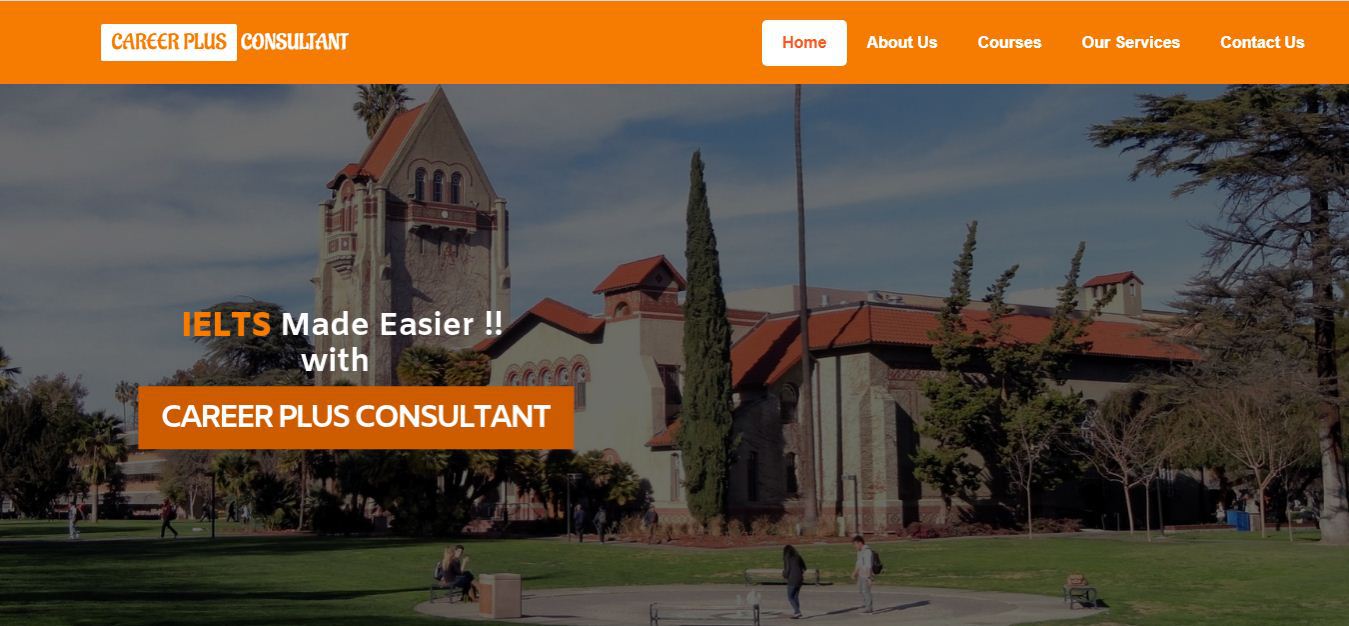 CAREER PLUS CONSULTANT
Home
About Us
Courses
Our Services
Contact Us
IELTS Made Easier !!
with
CAREER PLUS CONSULTANT